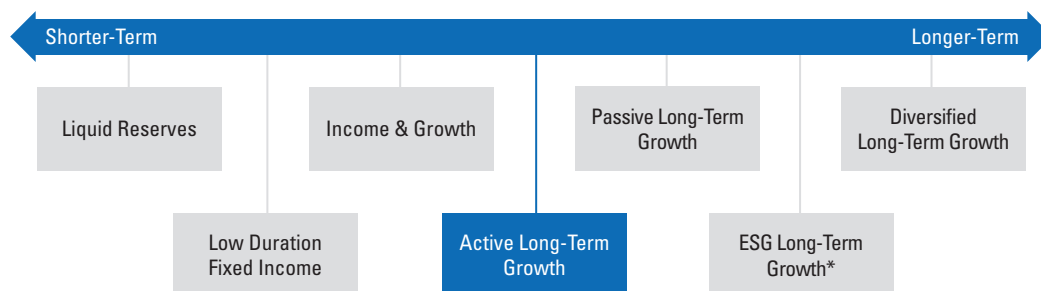 Shorter-Term
Longer-Term
Liquid Reserves
Income & Growth
Passive Long-Term
Growth
Diversified
Long-Term Growth
Low Duration
Fixed Income
Active Long-Term
Growth
ESG Long-Term
Growth*